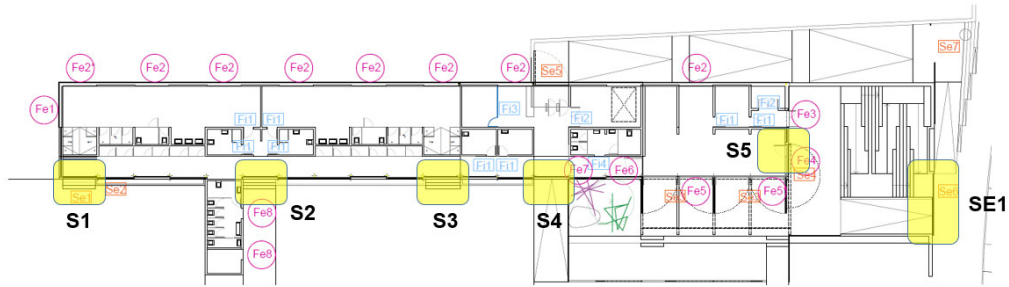 Se7
Fe2* Fe2 Fe2 Fe2 Fe2 Fe2 Fe2 Se5 Fe2
Fe1 Fi3 Fi2 Fe3
Fi1 Fi1 Fi2 Fi1 Fi1
Fi1 Fi1 S5
Fi1 Fi1 Fi4 Fe4
Fe7 Fe6 Se4
Se1 Se2 Fe5 Fe5 Se6
S1 S2 S3 S4 SE1
Fe8
Fe8